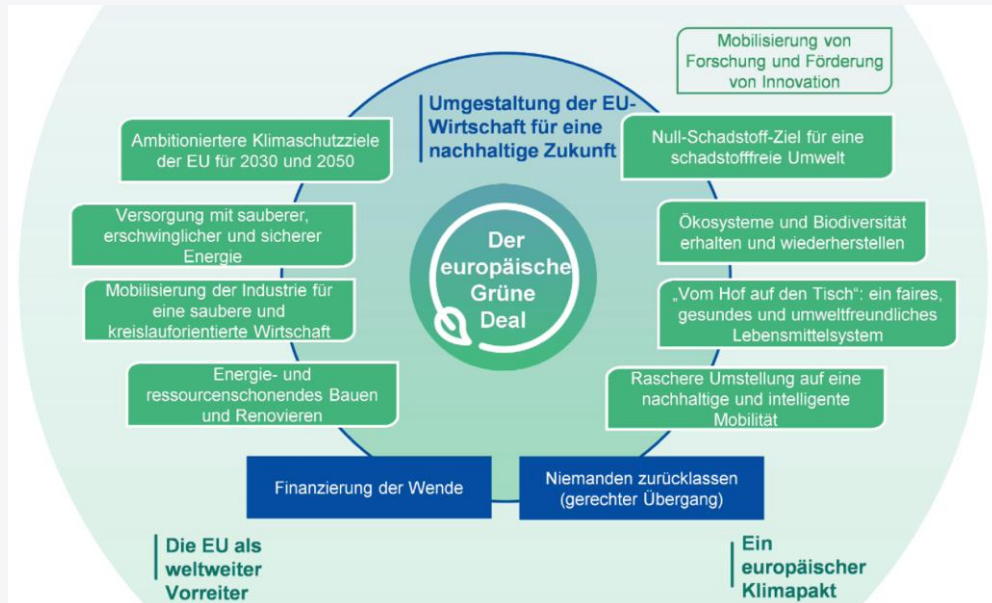 Mobilisierung von
Forschung und Förderung
von Innovation
Umgestaltung der EU-
Wirtschaft für eine
nachhaltige Zukunft
Ambitioniertere Klimaschutzziele
der EU für 2030 und 2050
Null-Schadstoff-Ziel für eine
schadstofffreie Umwelt
Versorgung mit sauberer,
erschwinglicher und sicherer
Energie
Ökosysteme und Biodiversität
erhalten und wiederherstellen
Der
europäische
Grüne
Deal
Mobilisierung der Industrie für
eine saubere und
kreislauforientierte Wirtschaft
„Vom Hof auf den Tisch“: ein faires,
gesundes und umweltfreundliches
Lebensmittelsystem
Energie- und
ressourcenschonendes Bauen
und Renovieren
Raschere Umstellung auf eine
nachhaltige und intelligente
Mobilität
Finanzierung der Wende
Niemanden zurücklassen
(gerechter Übergang)
Die EU als
weltweiter
Vorreiter
Ein
europäischer
Klimapakt